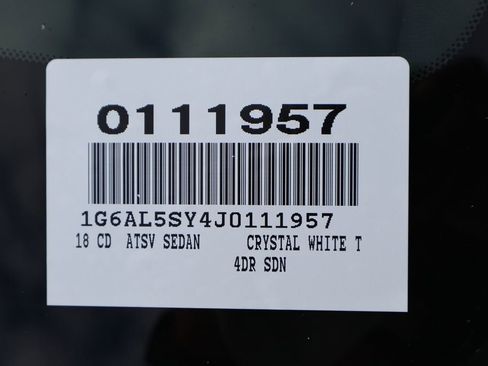 0111957
1G6AL5SY4J0111957
18 CD ATSV SEDAN CRYSTAL WHITE T
4DR SDN